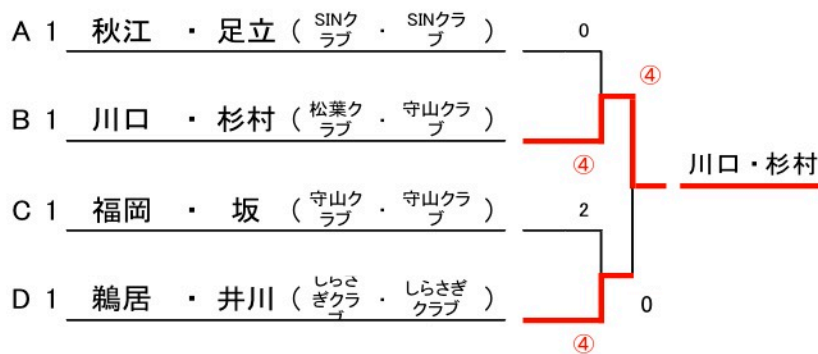 A 1 秋江 ・ 足立 ( SINクラブ ・ SINクラブ ) 0
④
B 1 川口 ・ 杉村 ( 松葉クラブ ・ 守山クラブ ) ④
川口・杉村
C 1 福岡 ・ 坂 ( 守山クラブ ・ 守山クラブ ) 2
D 1 鵜居 ・ 井川 ( しらさぎクラブ ・ しらさぎクラブ ) ④
0